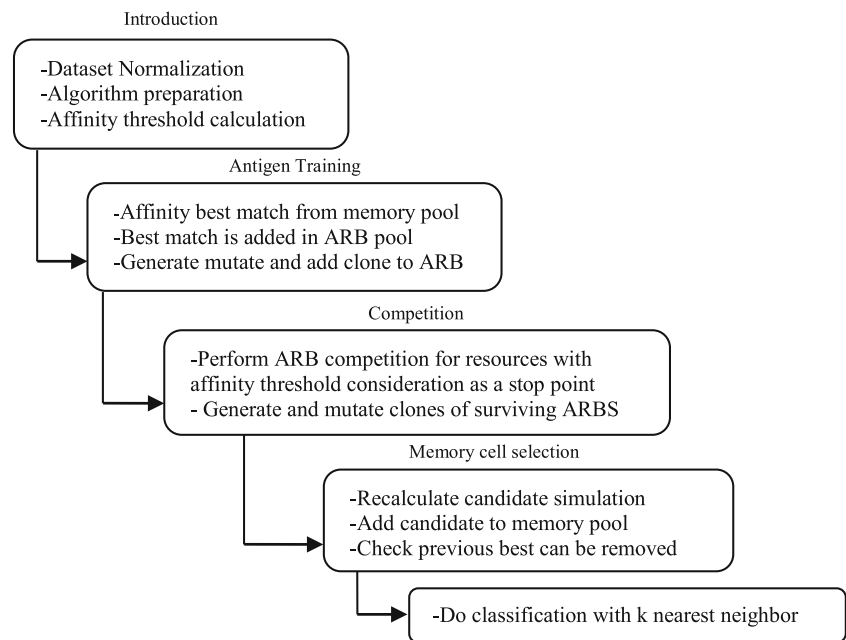 Introduction
-Dataset Normalization
-Algorithm preparation
-Affinity threshold calculation
Antigen Training
-Affinity best match from memory pool
-Best match is added in ARB pool
-Generate mutate and add clone to ARB
Competition
-Perform ARB competition for resources with
affinity threshold consideration as a stop point
- Generate and mutate clones of surviving ARBS
Memory cell selection
-Recalculate candidate simulation
-Add candidate to memory pool
-Check previous best can be removed
-Do classification with k nearest neighbor